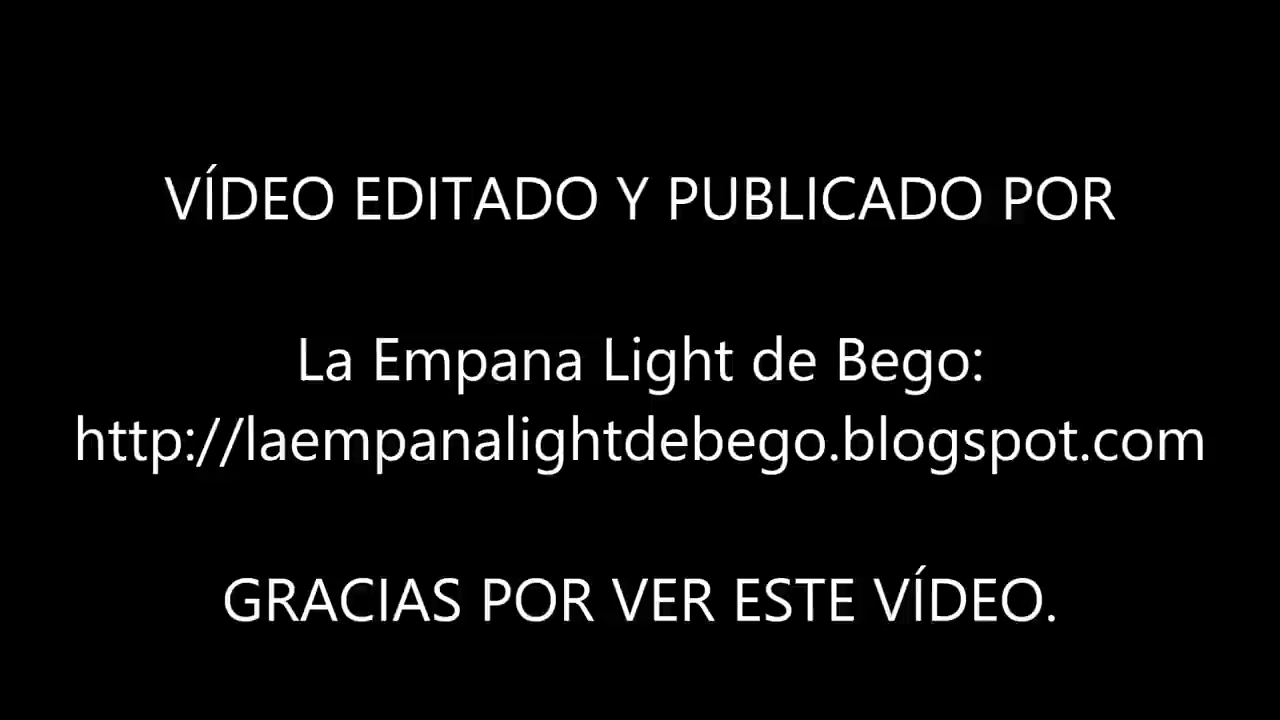 VÍDEO EDITADO Y PUBLICADO POR
La Empana Light de Bego:
http://laempanalightdebego.blogspot.com
GRACIAS POR VER ESTE VÍDEO.